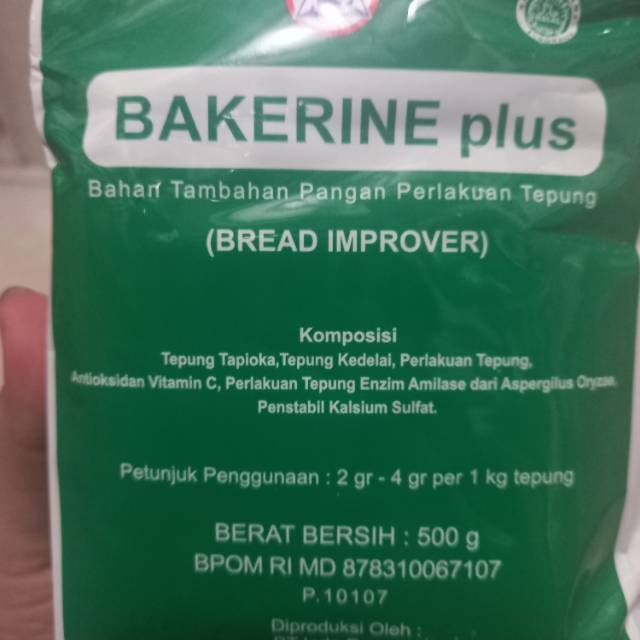 BAKERINE plus
Bahan Tambahan Pangan Perlakuan Tepung
(BREAD IMPROVER)
Komposisi
Tepung Tapioka,Tepung Kedelai, Perlakuan Tepung,
Antioksidan Vitamin C, Perlakuan Tepung Enzim Amilase dari Aspergilus Oryzae,
Penstabil Kalsium Sulfat.
Petunjuk Penggunaan : 2 gr - 4 gr per 1 kg tepung
BERAT BERSIH : 500 g
BPOM RI MD 878310067107
P.10107
Diproduksi Oleh :